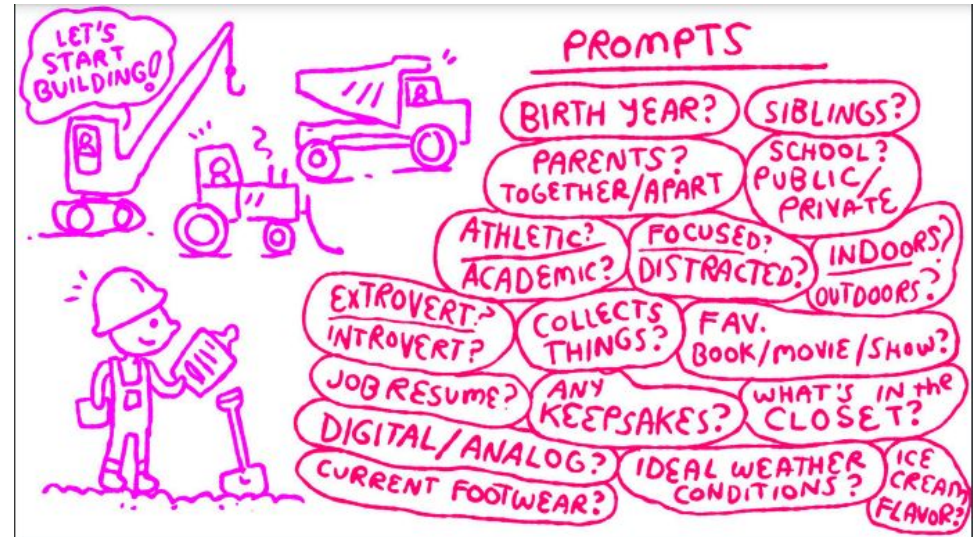 LET'S
START
BUILDING!
PROMPTS
BIRTH YEAR?
SIBLINGS?
PARENTS?
TOGETHER/APART
SCHOOL?
PUBLIC/
PRIVATE
ATHLETIC?
ACADEMIC?
FOCUSED?
DISTRACTED?
INDOORS?
OUTDOORS?
EXTROVERT?
INTROVERT?
COLLECTS
THINGS?
FAV.
BOOK/MOVIE/SHOW?
JOB RESUME?
ANY
KEEPSAKES?
WHAT'S IN the
CLOSET?
DIGITAL/ANALOG?
CURRENT FOOTWEAR?
IDEAL WEATHER
CONDITIONS?
ICE
CREAM
FLAVOR?